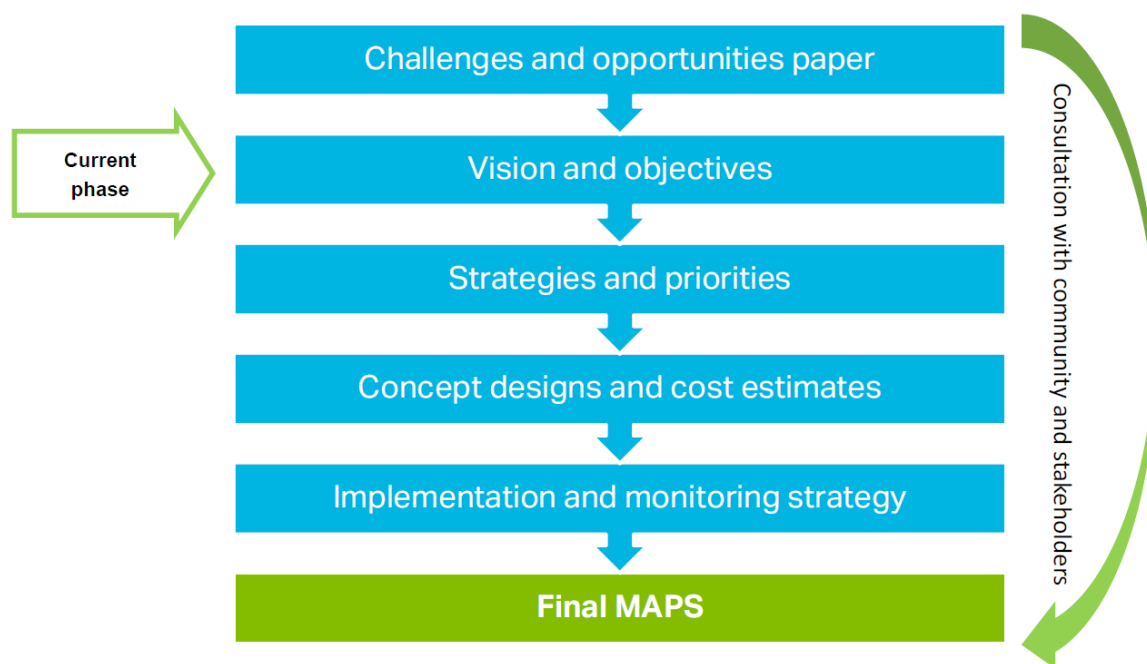 Challenges and opportunities paper
Current
phase
Vision and objectives
Strategies and priorities
Concept designs and cost estimates
Implementation and monitoring strategy
Final MAPS
Consultation with community and stakeholders